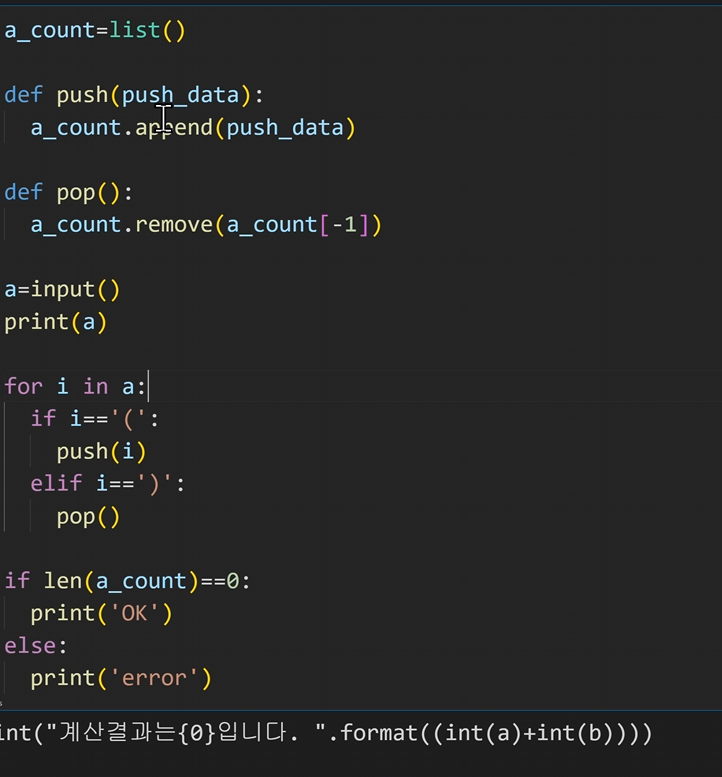 a_count=list()
def push(push_data):
a_count.append(push_data)
def pop():
a_count.remove(a_count[-1])
a=input()
print(a)
for i in a:
if i=='(':
push(i)
elif i==')':
pop()
if len(a_count)==0:
print('OK')
else:
print('error')
int("계산결과는{0}입니다. ".format((int(a)+int(b))))